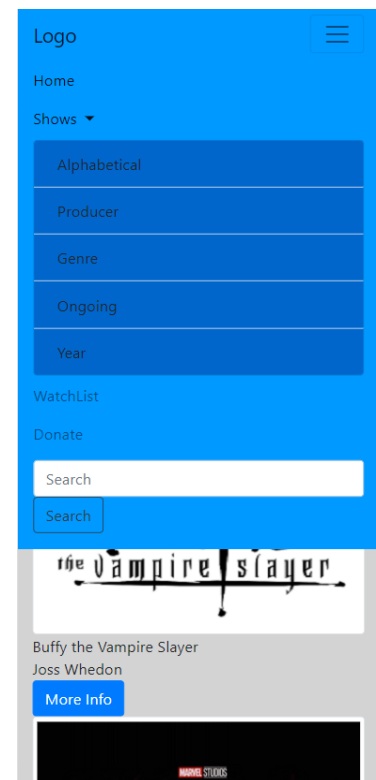 Logo
Home
Shows
Alphabetical
Producer
Genre
Ongoing
Year
WatchList
Donate
Search
Search
the Vampire Slayer
Buffy the Vampire Slayer
Joss Whedon
More Info
MARVEL STUDIOS